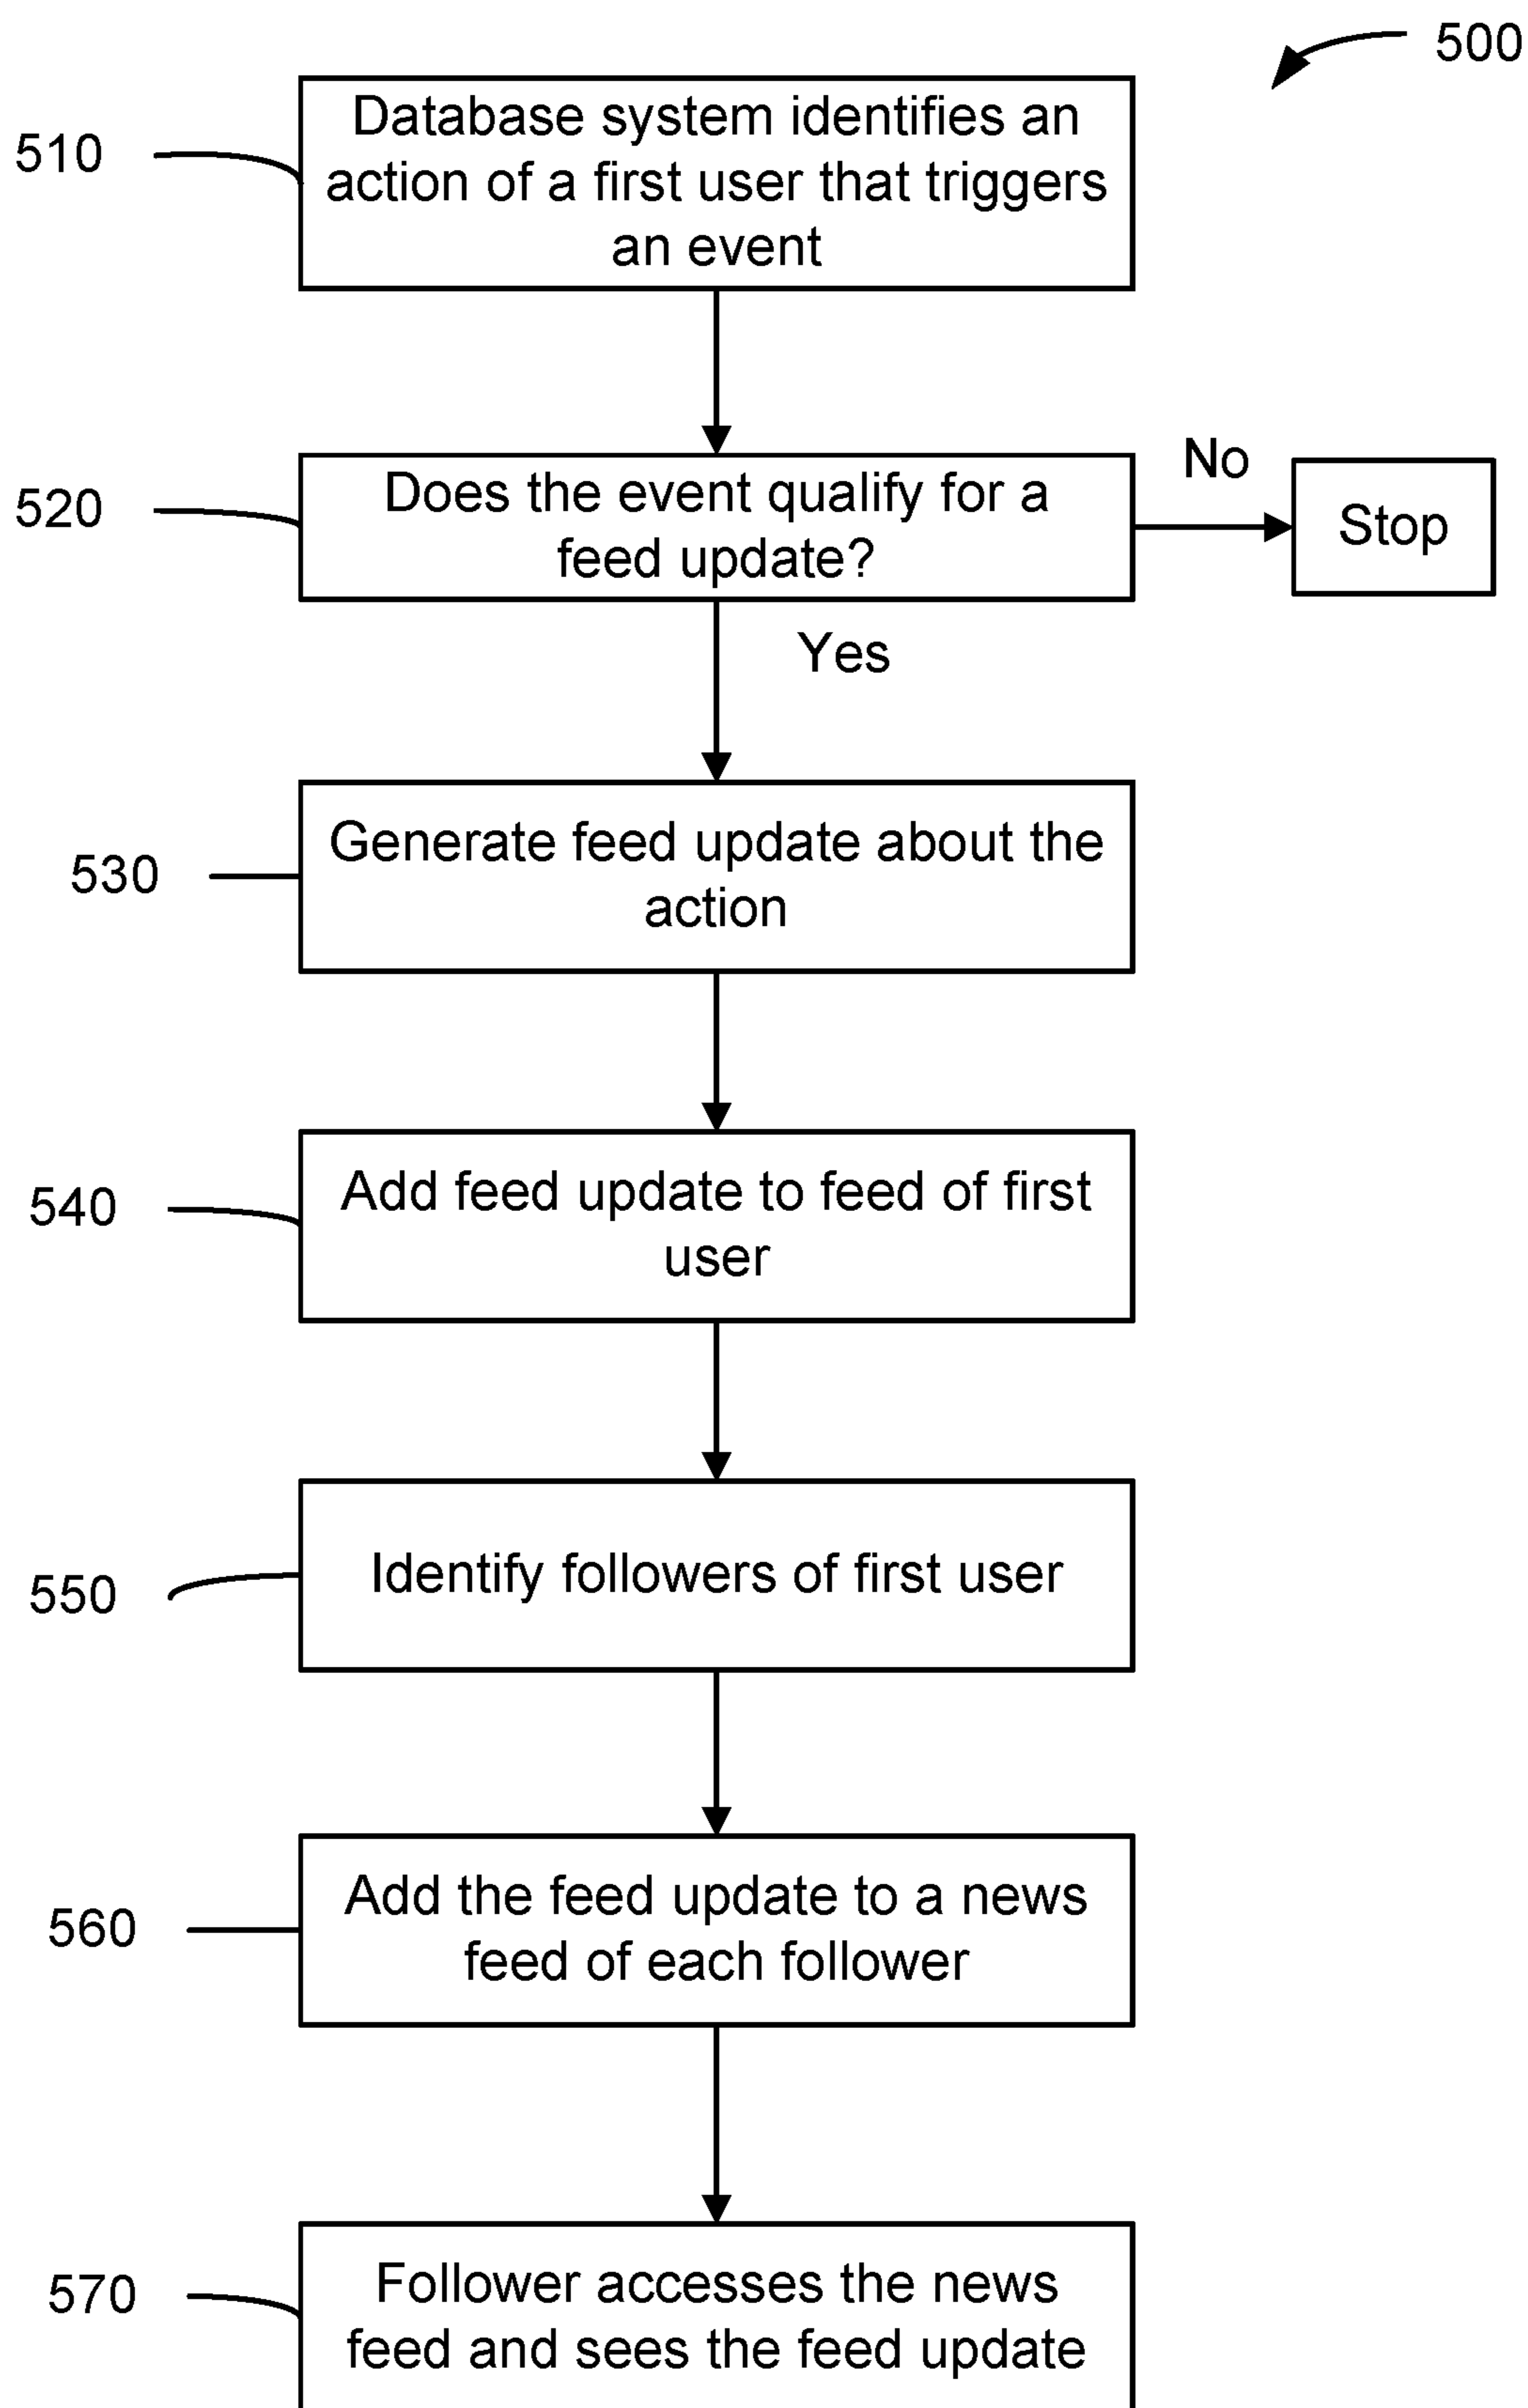 500
510
Database system identifies an
action of a first user that triggers
an event
520
Does the event qualify for a
feed update?
No
Stop
Yes
530
Generate feed update about the
action
540
Add feed update to feed of first
user
550
Identify followers of first user
560
Add the feed update to a news
feed of each follower
570
Follower accesses the news
feed and sees the feed update